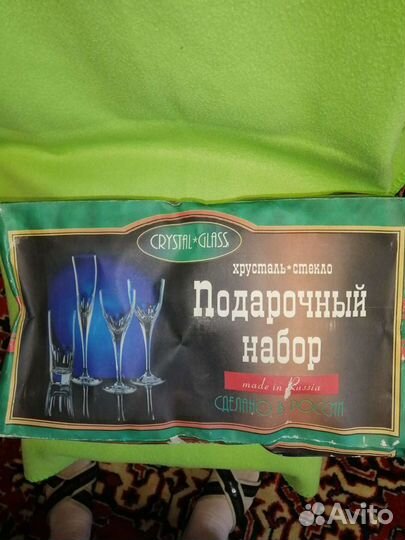 CRYSTAL★GLASS
хрусталь★стекло
Подарочный
набор
made in Russia
СДЕЛАНО В РОССИИ
Avito